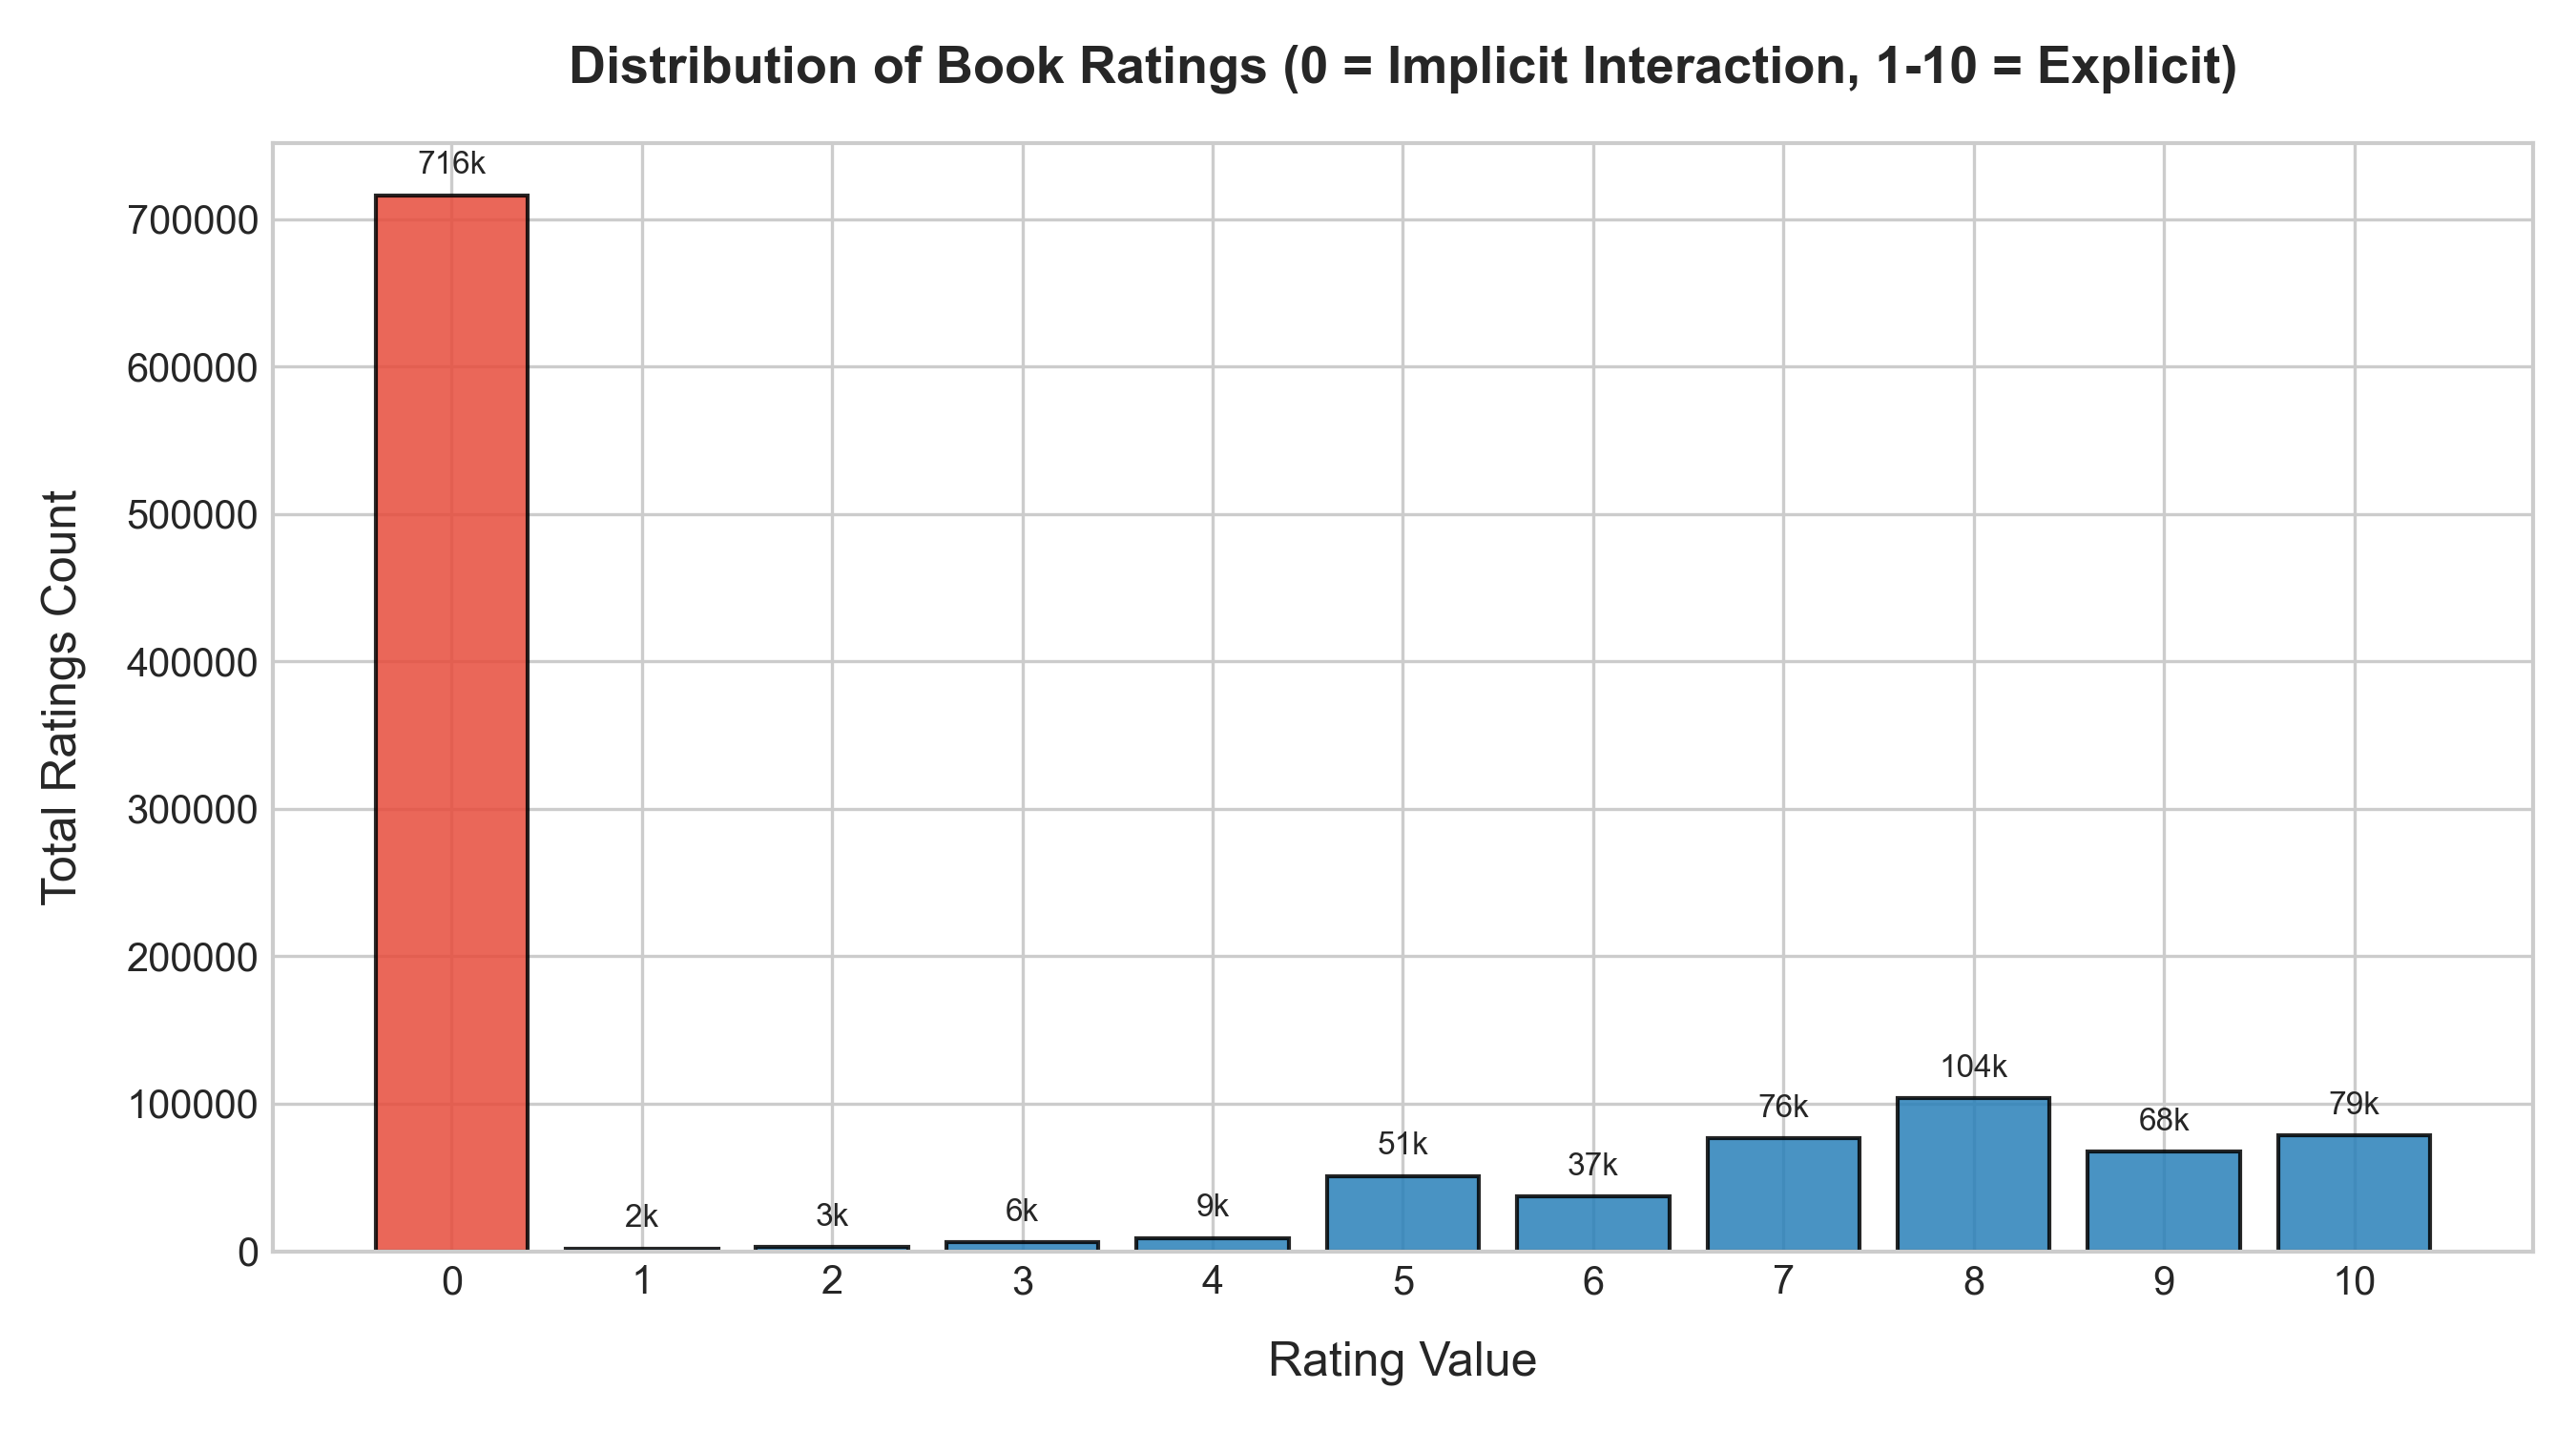 Distribution of Book Ratings (0 = Implicit Interaction, 1-10 = Explicit)
716k
700000
600000
500000
400000
300000
200000
100000
0
Total Ratings Count
2k
3k
6k
9k
51k
37k
76k
104k
68k
79k
0 1 2 3 4 5 6 7 8 9 10
Rating Value